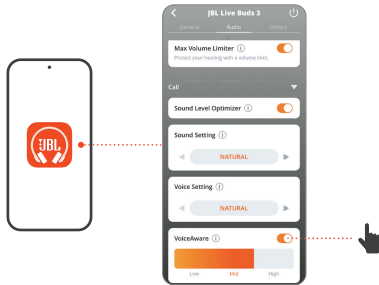 JBL Live Buds 3
General Audio Others
Max Volume Limiter i
Protect your hearing with a volume limit.
Call
Sound Level Optimizer i
Sound Setting i
NATURAL
Voice Setting i
NATURAL
VoiceAware i
Low Mid High
JBL